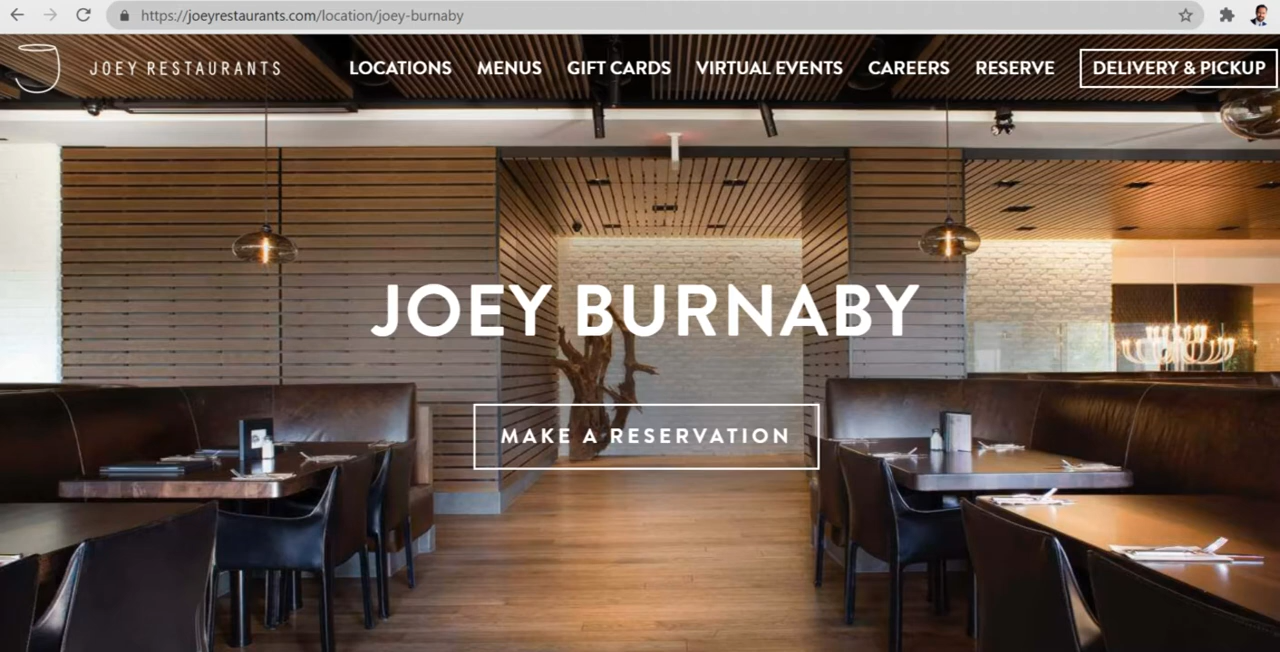 https://joeyrestaurants.com/location/joey-burnaby
JOEY RESTAURANTS LOCATIONS MENUS GIFT CARDS VIRTUAL EVENTS CAREERS RESERVE DELIVERY & PICKUP
JOEY BURNABY
MAKE A RESERVATION